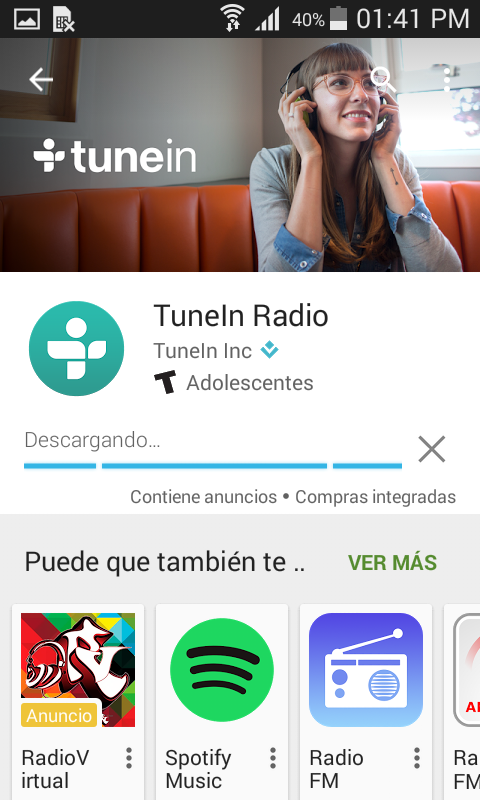 40% 01:41 PM
tunein
TuneIn Radio
TuneIn Inc
Adolescentes
Descargando...
Contiene anuncios • Compras integradas
Puede que también te ..
VER MÁS
Anuncio
RadioV
irtual
Spotify
Music
Radio
FM
Ra
FM